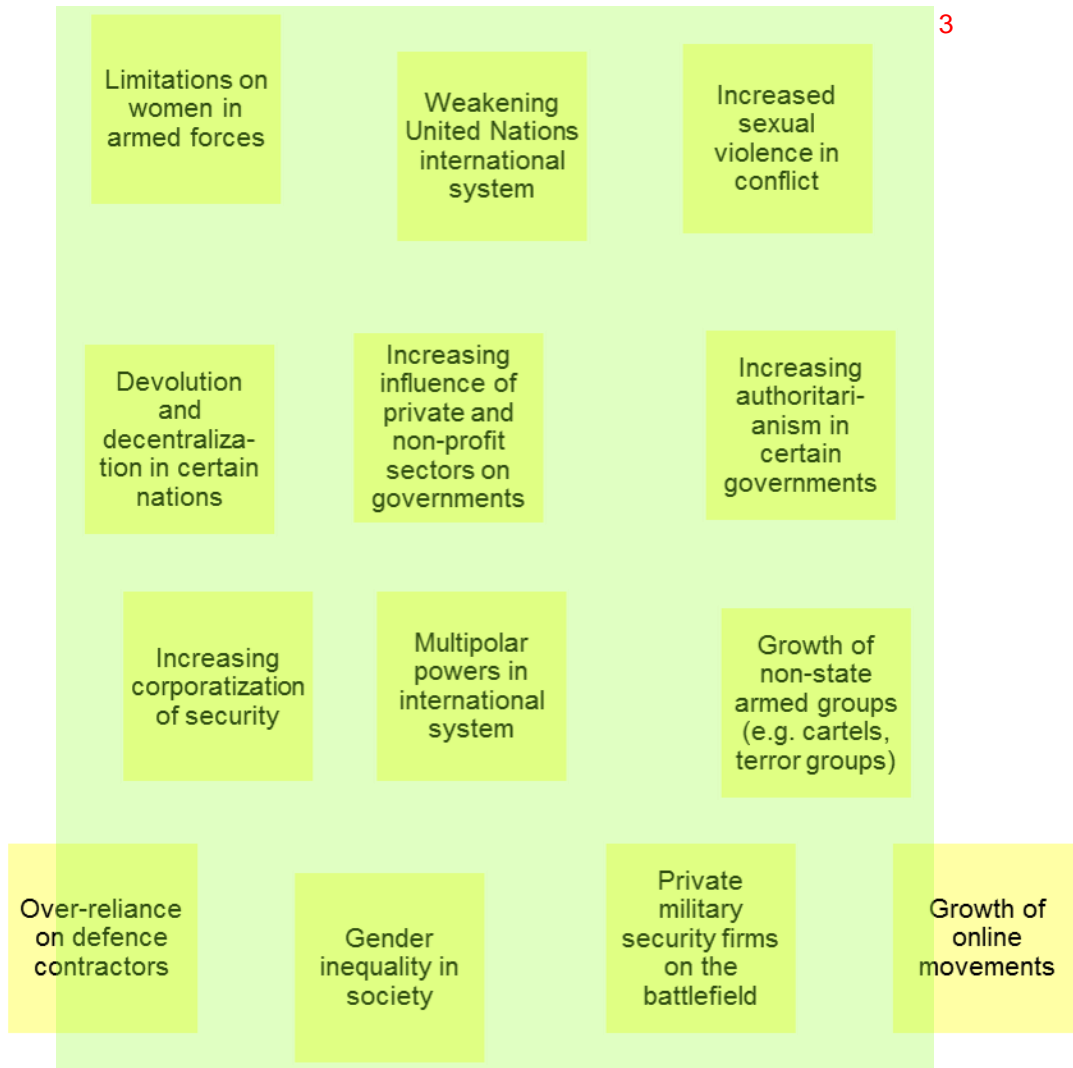 3
Limitations on
women in
armed forces
Weakening
United Nations
international
system
Increased
sexual
violence in
conflict
Devolution
and
decentraliza-
tion in certain
nations
Increasing
influence of
private and
non-profit
sectors on
governments
Increasing
authoritari-
anism in
certain
governments
Increasing
corporatization
of security
Multipolar
powers in
international
system
Growth of
non-state
armed groups
(e.g. cartels,
terror groups)
Over-reliance
on defence
contractors
Gender
inequality in
society
Private
military
security firms
on the
battlefield
Growth of
online
movements